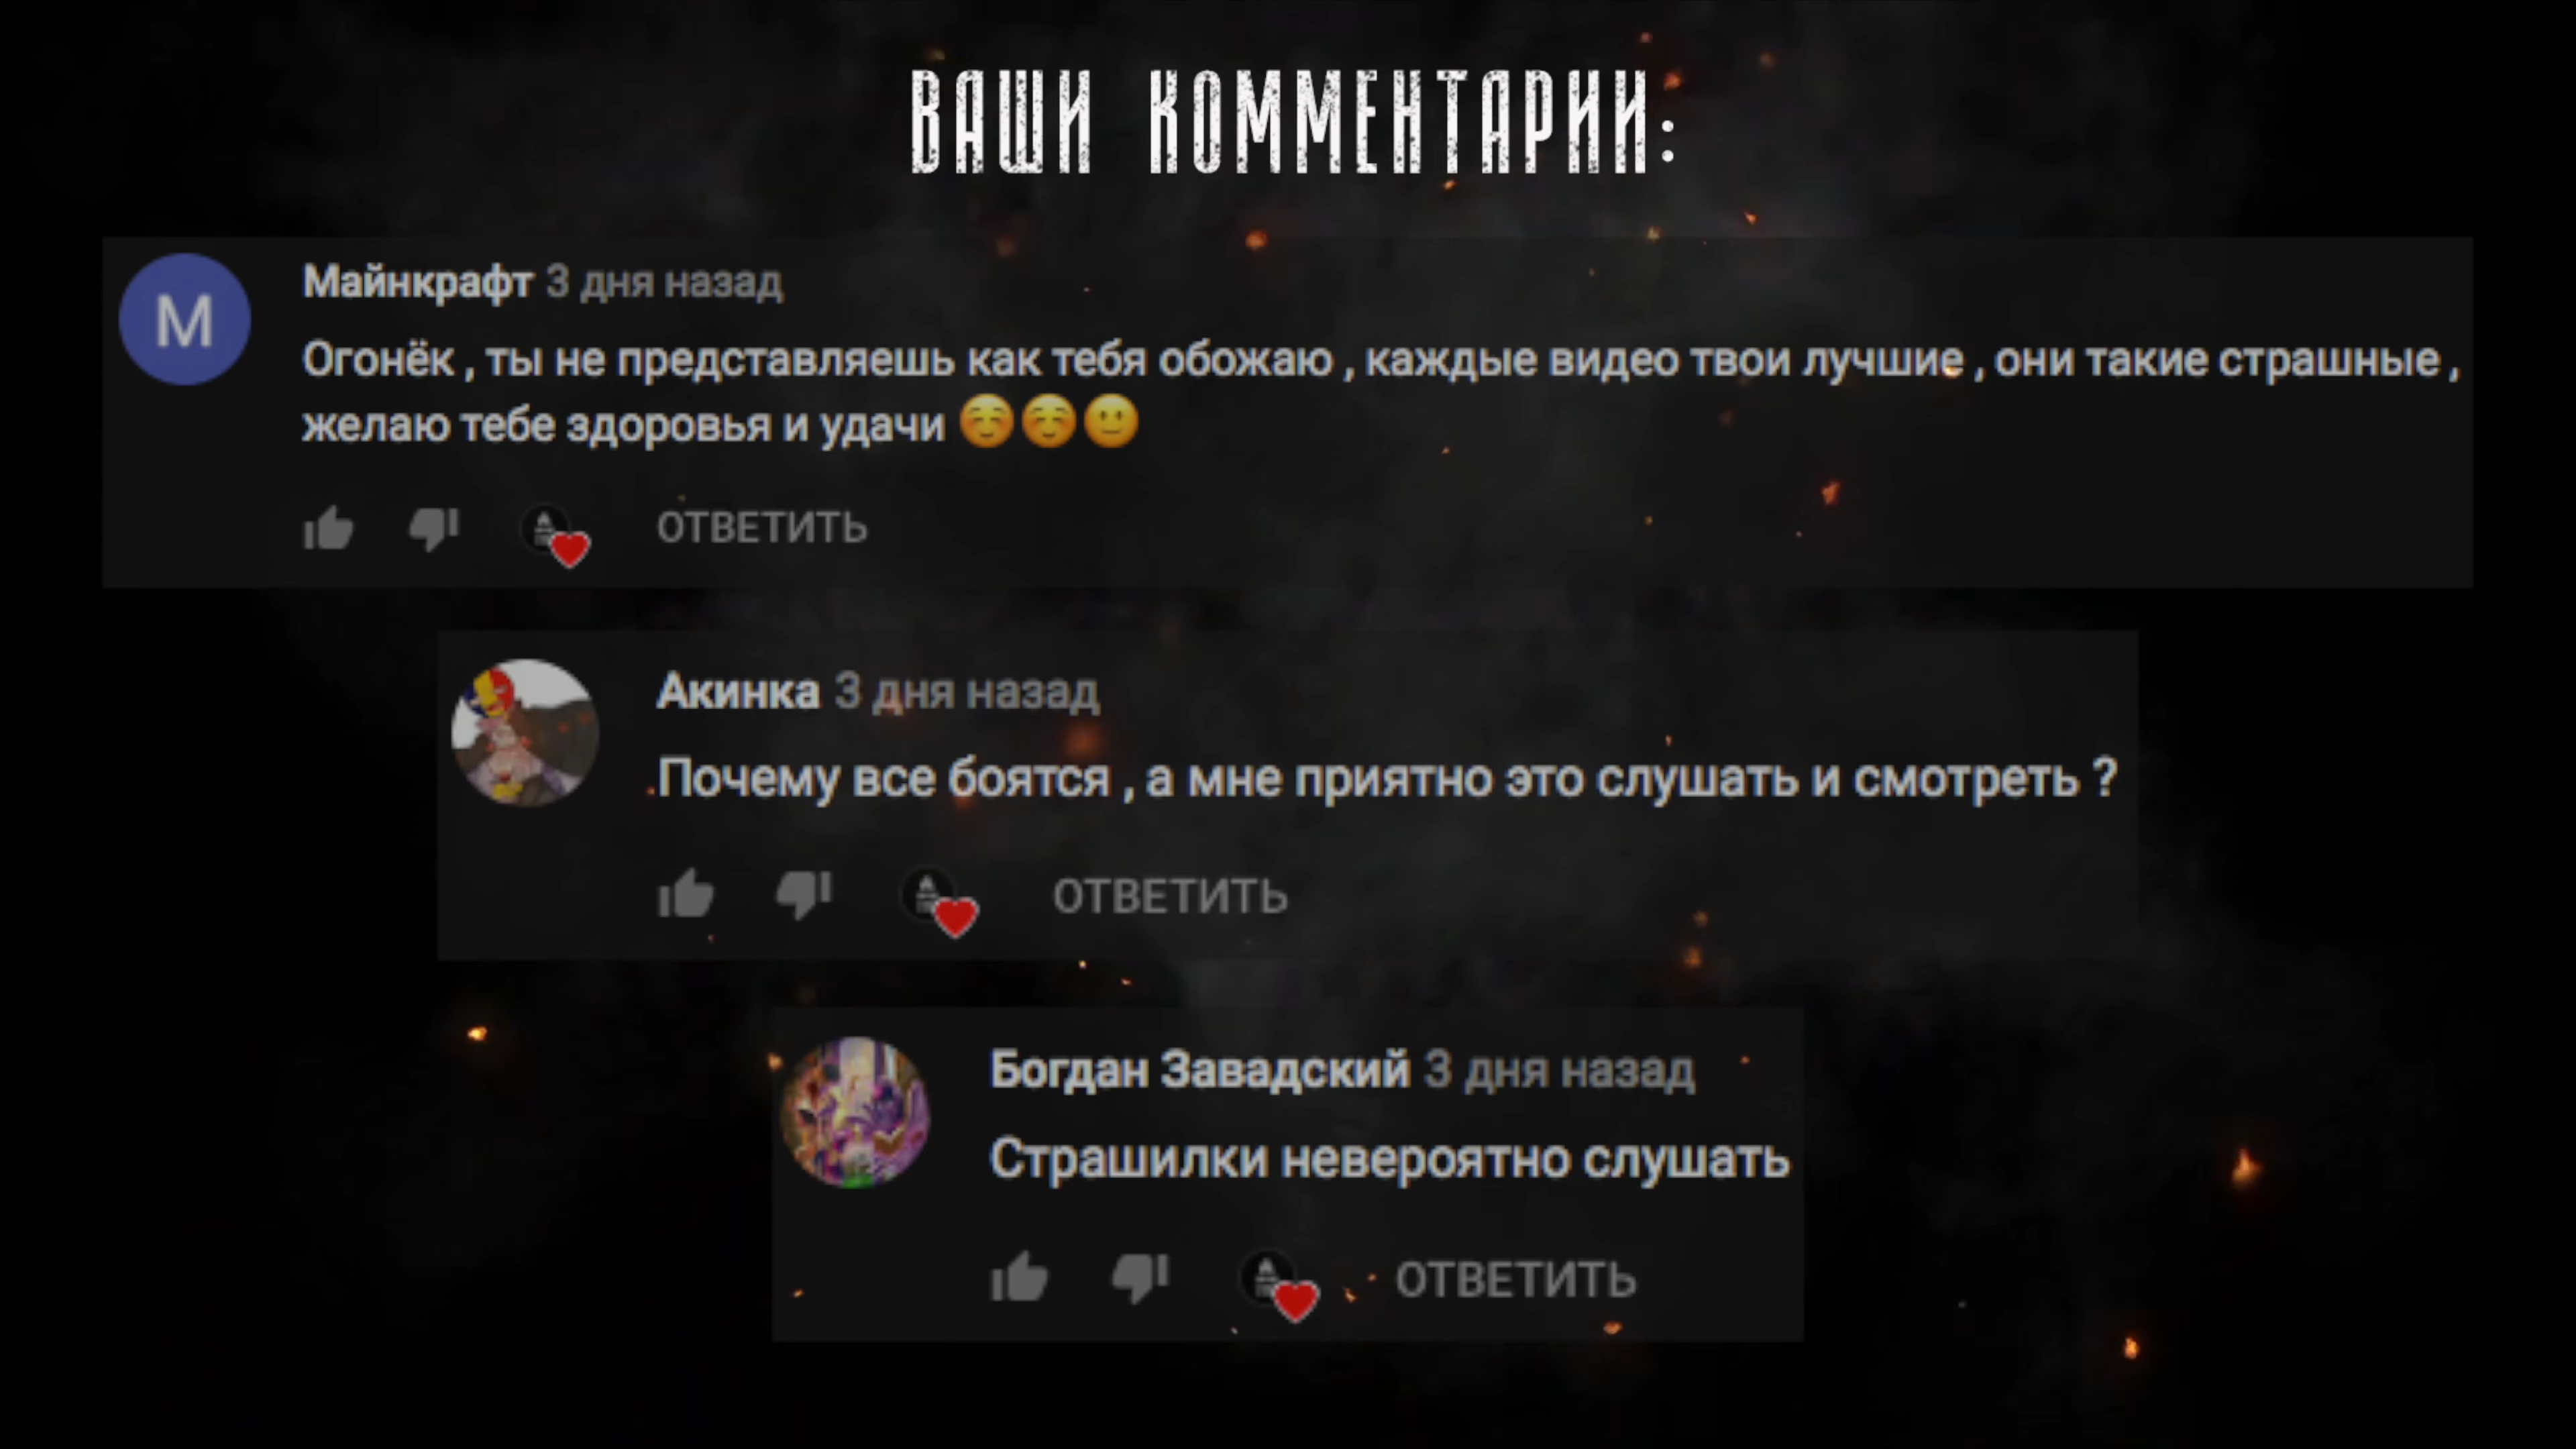 ВАШИ КОММЕНТАРИИ:
М
Майнкрафт 3 дня назад
Огонёк , ты не представляешь как тебя обожаю , каждые видео твои лучшие , они такие страшные ,
желаю тебе здоровья и удачи ☺️☺️🙂
ОТВЕТИТЬ
Акинка 3 дня назад
Почему все боятся , а мне приятно это слушать и смотреть ?
ОТВЕТИТЬ
Богдан Завадский 3 дня назад
Страшилки невероятно слушать
ОТВЕТИТЬ